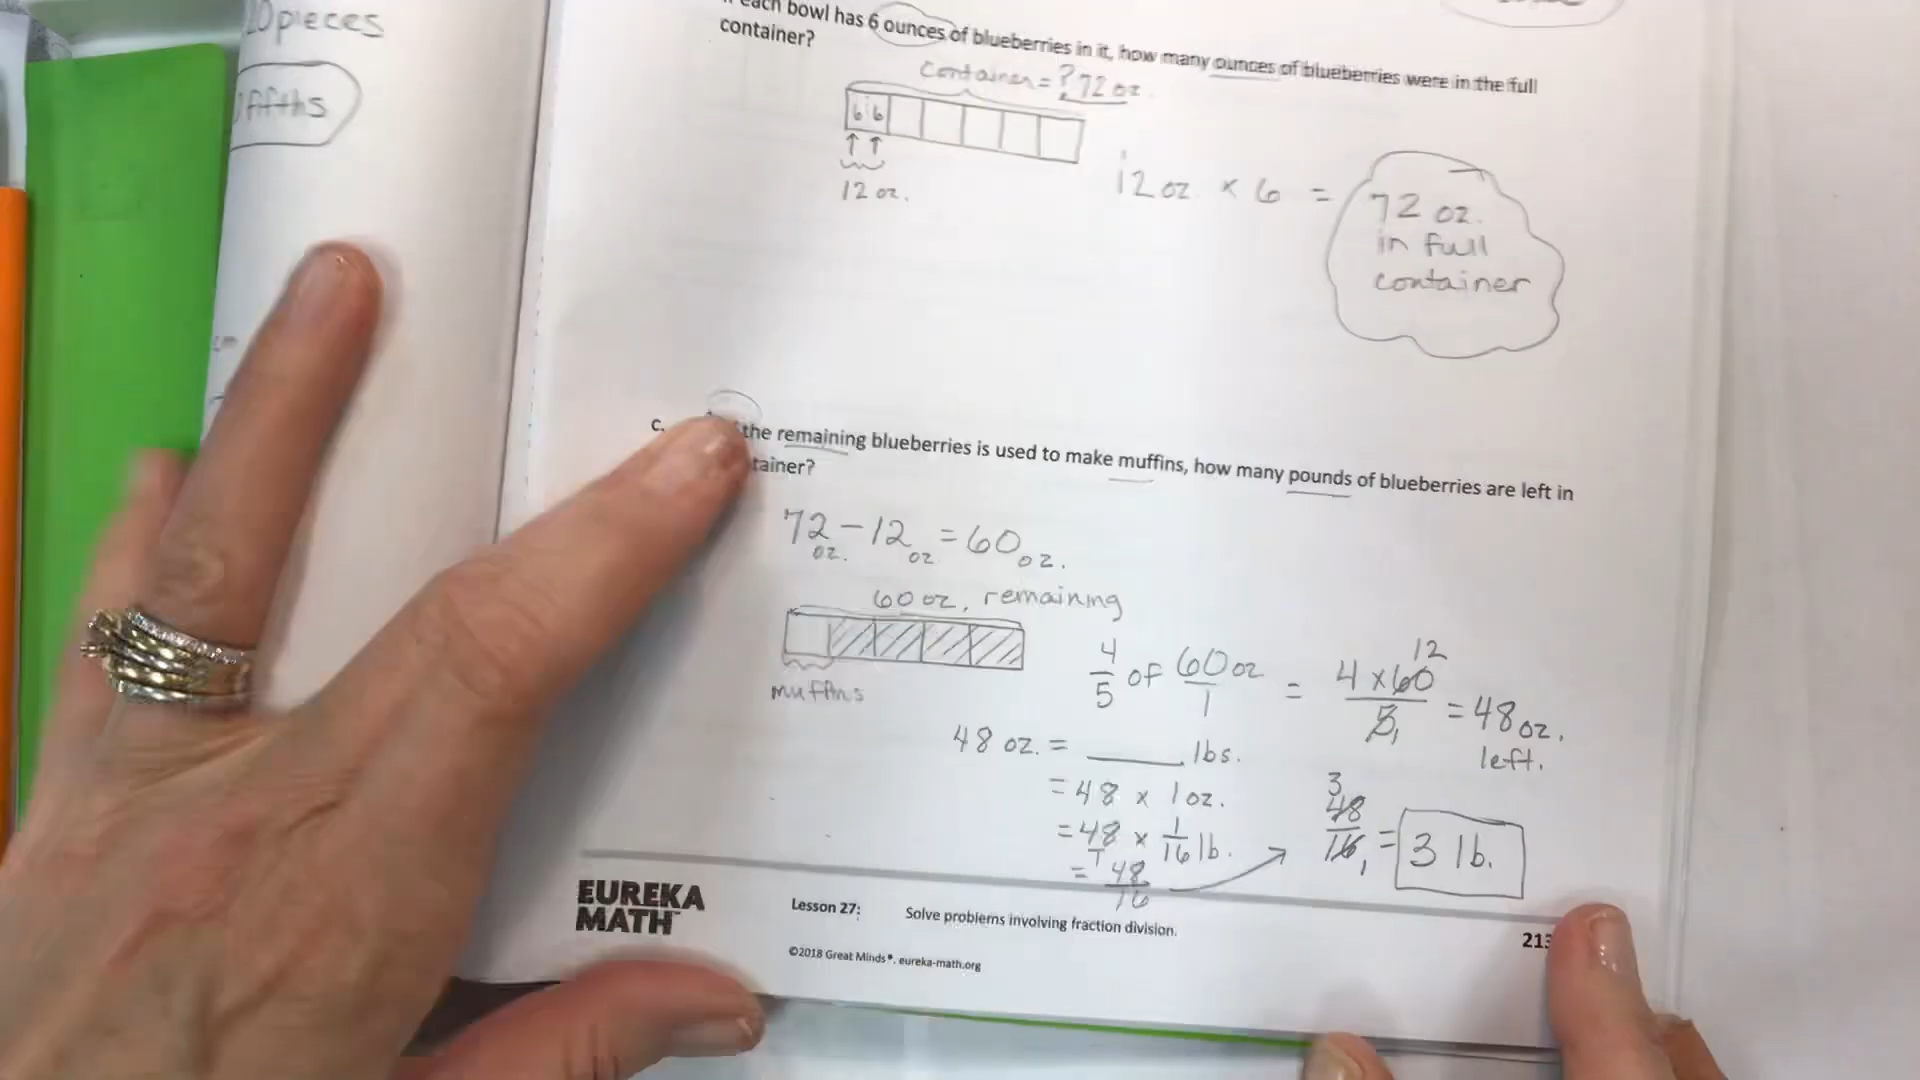 20 pieces
fifths
each bowl has 6 ounces of blueberries in it, how many ounces of blueberries were in the full
container?
container = ? 72 oz.
6 6
12 oz.
12 oz × 6 =
72 oz.
in full
container
c. the remaining blueberries is used to make muffins, how many pounds of blueberries are left in
tainer?
72 oz. - 12 oz = 60 oz.
60 oz. remaining
muffins
4/5 of 60 oz/1 = 4 × 60/5 = 48 oz.
12
1
left.
48 oz. = ____ lbs.
= 48 × 1 oz.
= 48/1 × 1/16 lb.
= 48/16
3
48/16 = 3 lb.
1
EUREKA
MATH™
Lesson 27: Solve problems involving fraction division.
213
©2018 Great Minds®. eureka-math.org